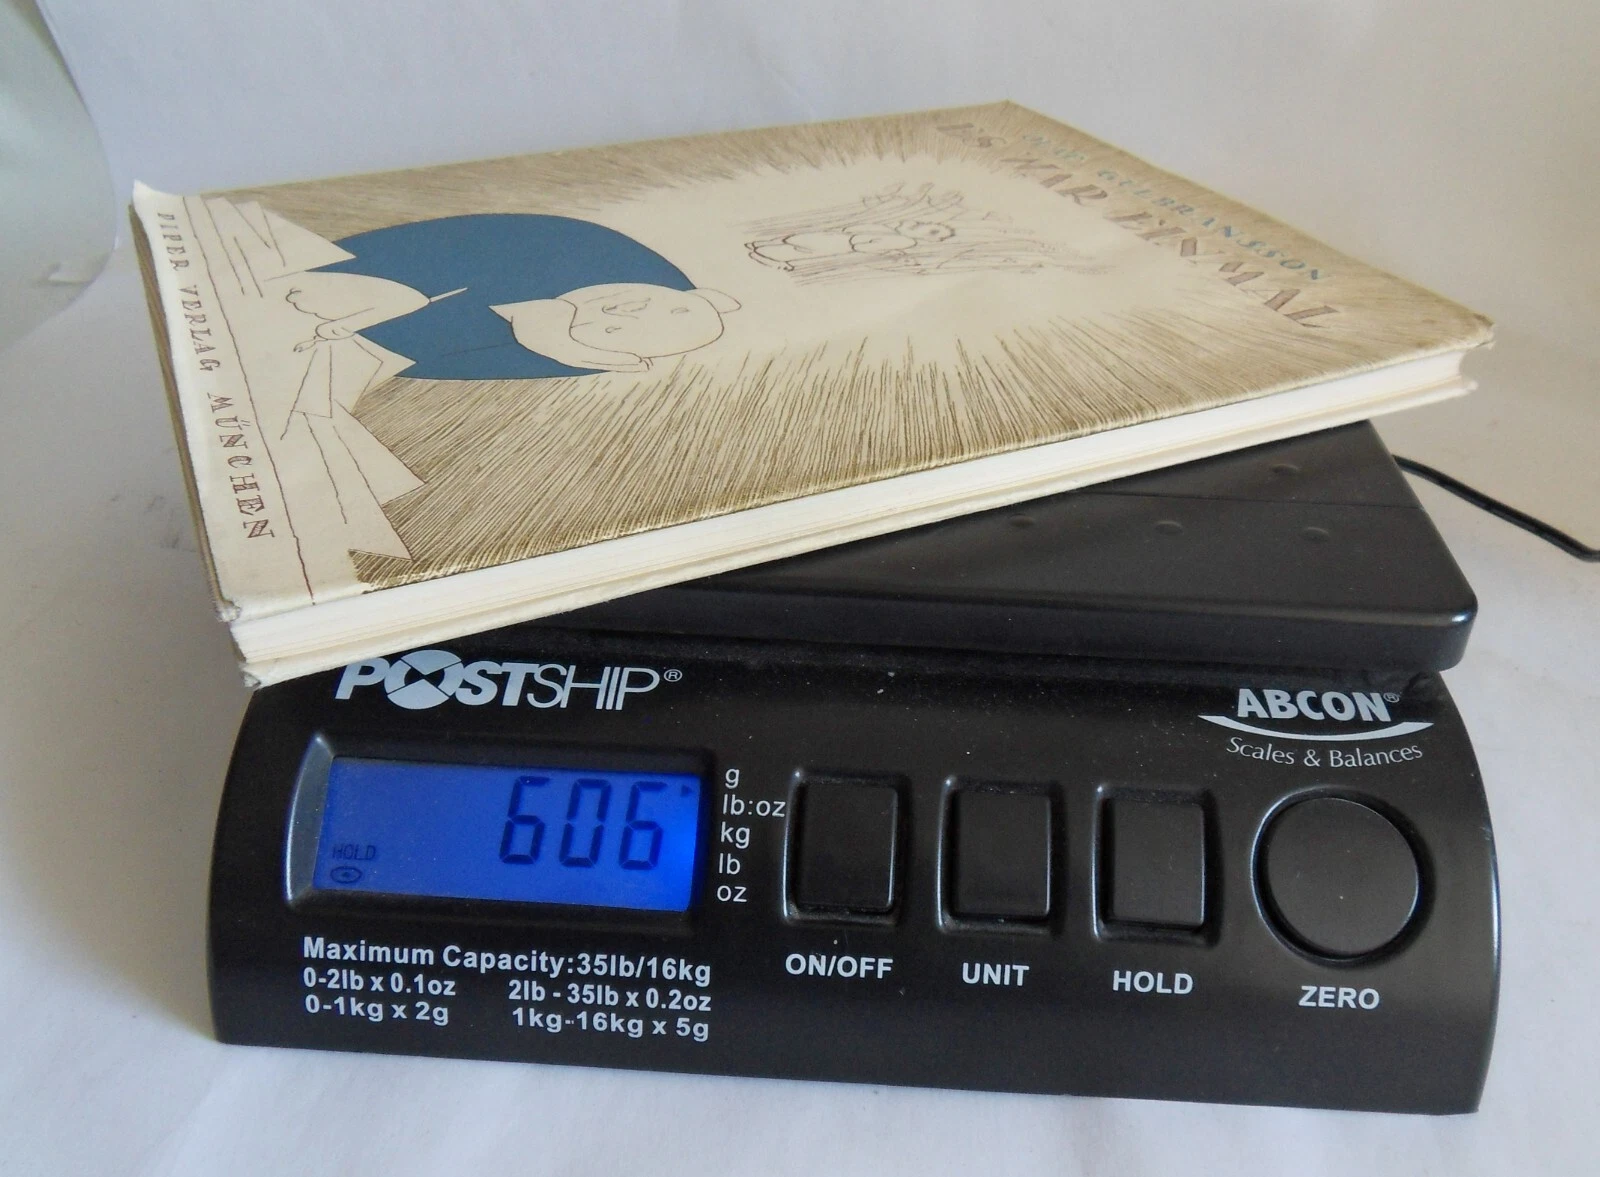 OLAF GULBRANSSON
ES WAR EINMAL
PIPER VERLAG MÜNCHEN
POSTSHIP®
ABCON®
Scales & Balances
606
HOLD
g
lb:oz
kg
lb
oz
ON/OFF
UNIT
HOLD
ZERO
Maximum Capacity:35lb/16kg
0-2lb x 0.1oz 2lb - 35lb x 0.2oz
0-1kg x 2g 1kg-16kg x 5g